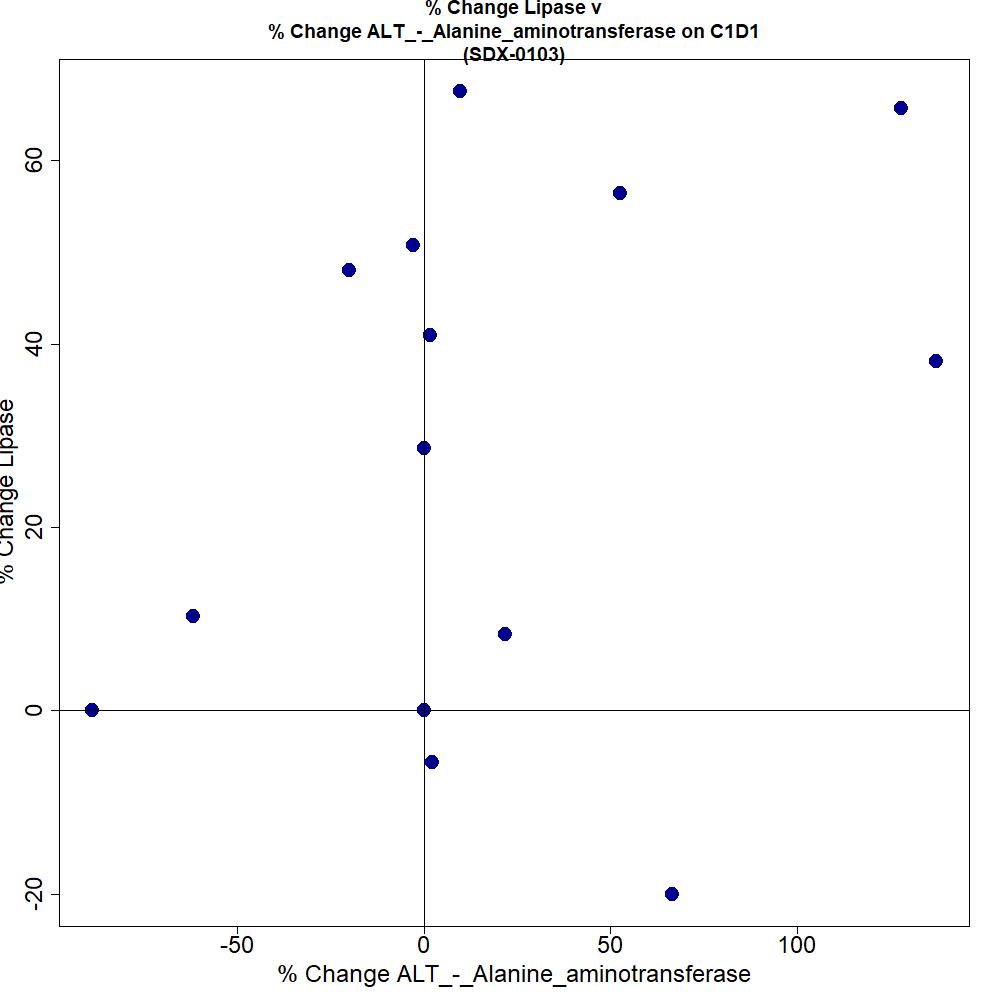 % Change Lipase v
% Change ALT_-_Alanine_aminotransferase on C1D1
(SDX-0103)
% Change Lipase
60
40
20
0
-20
-50
0
50
100
% Change ALT_-_Alanine_aminotransferase